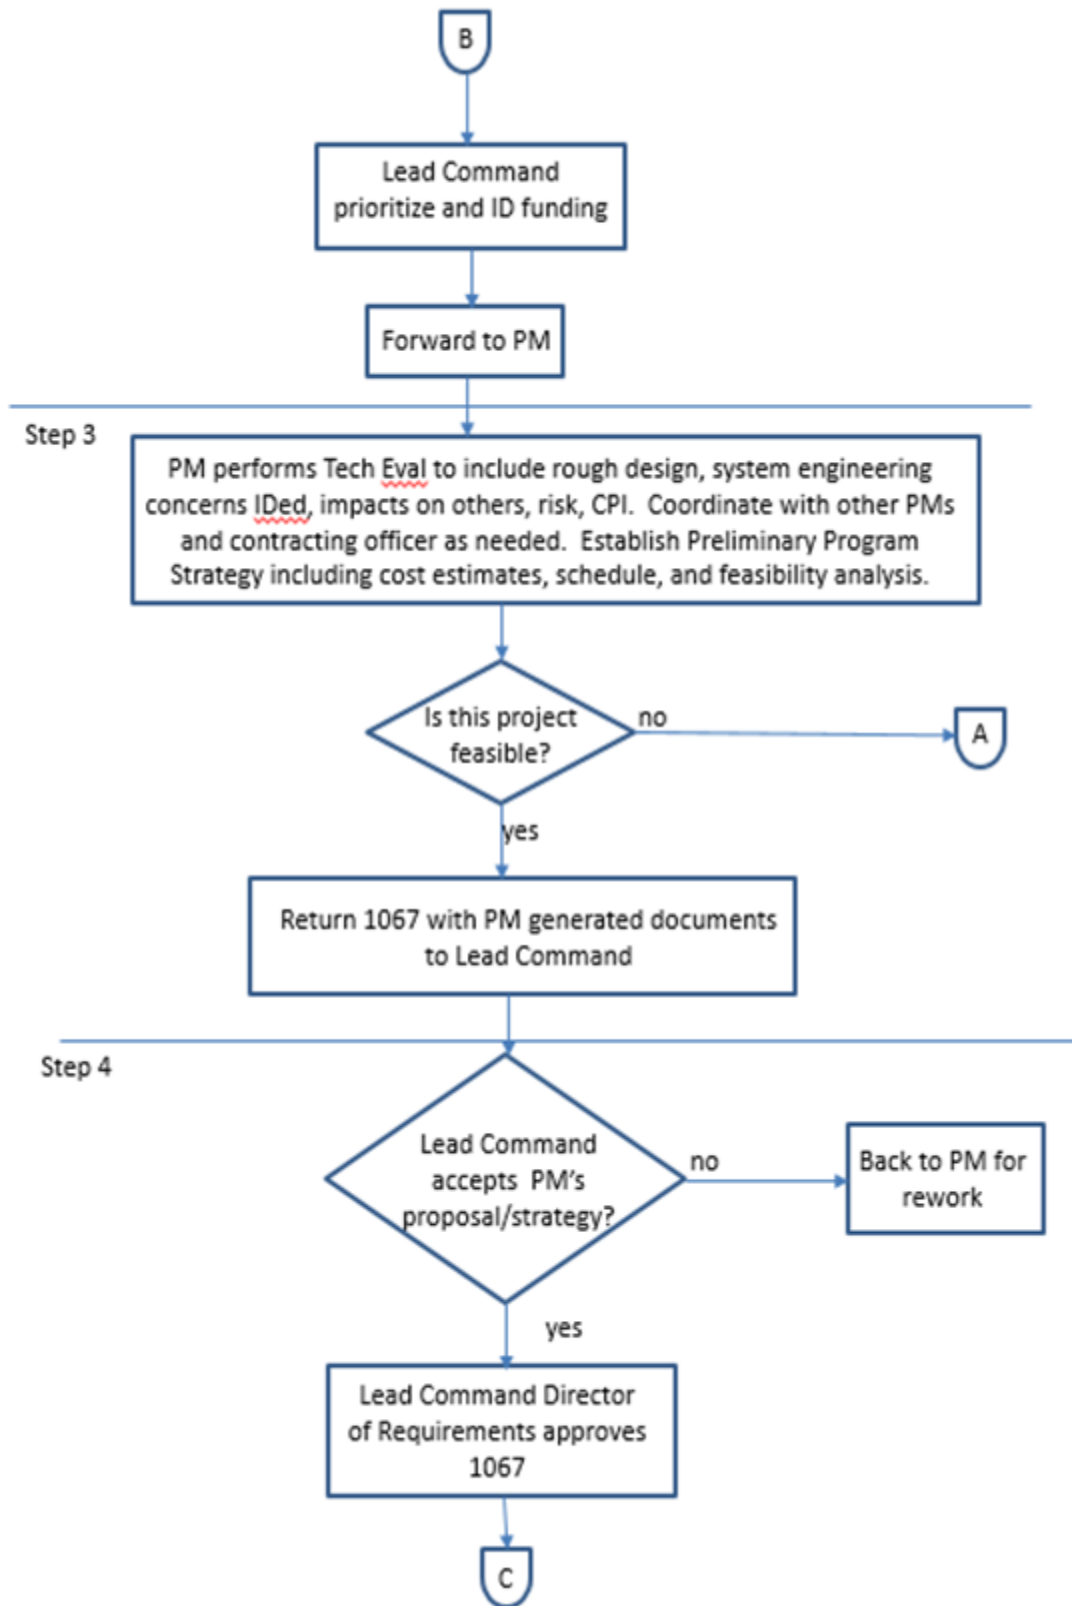 B
Lead Command
prioritize and ID funding
Forward to PM
Step 3
PM performs Tech Eval to include rough design, system engineering
concerns IDed, impacts on others, risk, CPI.  Coordinate with other PMs
and contracting officer as needed.  Establish Preliminary Program
Strategy including cost estimates, schedule, and feasibility analysis.
Is this project
feasible?
no
A
yes
Return 1067 with PM generated documents
to Lead Command
Step 4
Lead Command
accepts  PM’s
proposal/strategy?
no
Back to PM for
rework
yes
Lead Command Director
of Requirements approves
1067
C